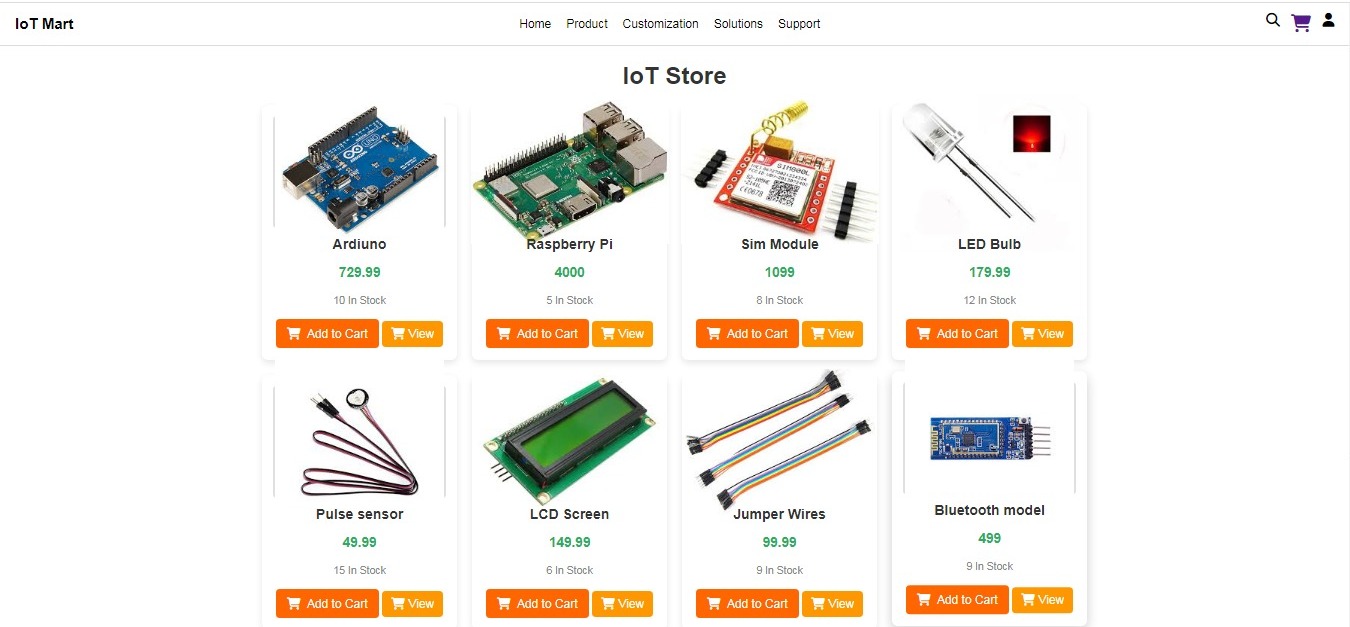 IoT Mart
Home Product Customization Solutions Support
IoT Store
Ardiuno
729.99
10 In Stock
Add to Cart View
Raspberry Pi
4000
5 In Stock
Add to Cart View
SIM800L
Sim Module
1099
8 In Stock
Add to Cart View
LED Bulb
179.99
12 In Stock
Add to Cart View
Pulse sensor
49.99
15 In Stock
Add to Cart View
LCD Screen
149.99
6 In Stock
Add to Cart View
Jumper Wires
99.99
9 In Stock
Add to Cart View
Bluetooth model
499
9 In Stock
Add to Cart View